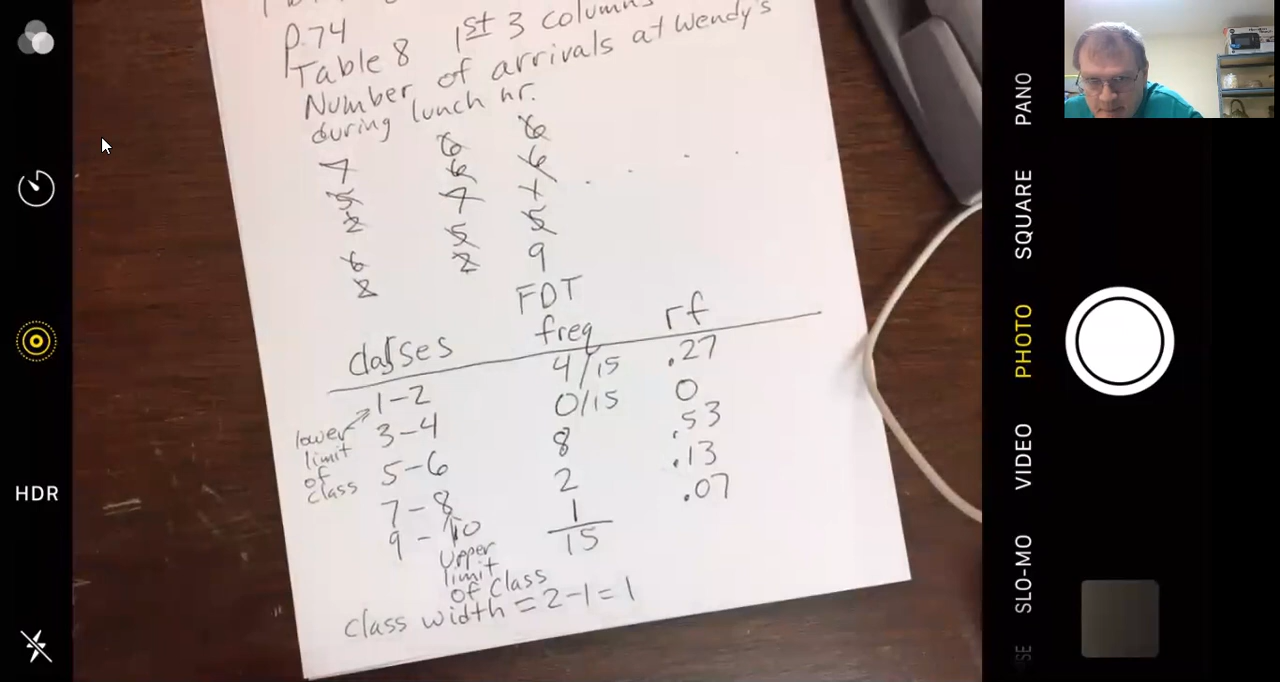 p.74
Table 8 1st 3 columns
Number of arrivals at Wendy's
during lunch hr.
7 6 6
5 6 6
2 7 1
6 5 5
2 2 9
FDT
classes freq rf
1-2 4/15 .27
3-4 0/15 0
5-6 8 .53
7-8 2 .13
9-10 1 .07
15
lower
limit
of
class
Upper
limit
of class
class width = 2-1=1
HDR
PANO
SQUARE
PHOTO
VIDEO
SLO-MO
SE